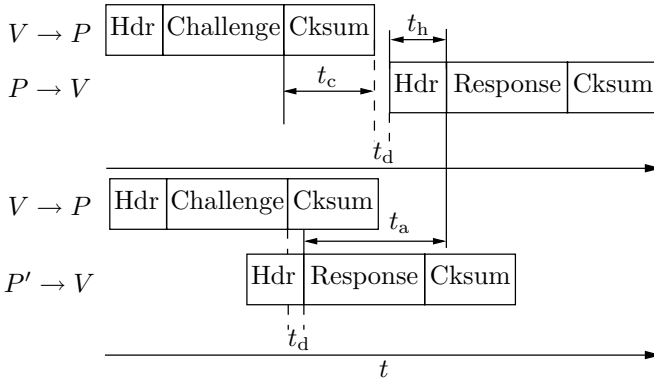 V → P Hdr Challenge Cksum t_h
t_c
P → V Hdr Response Cksum
t_d
V → P Hdr Challenge Cksum
t_a
P′ → V Hdr Response Cksum
t_d
t